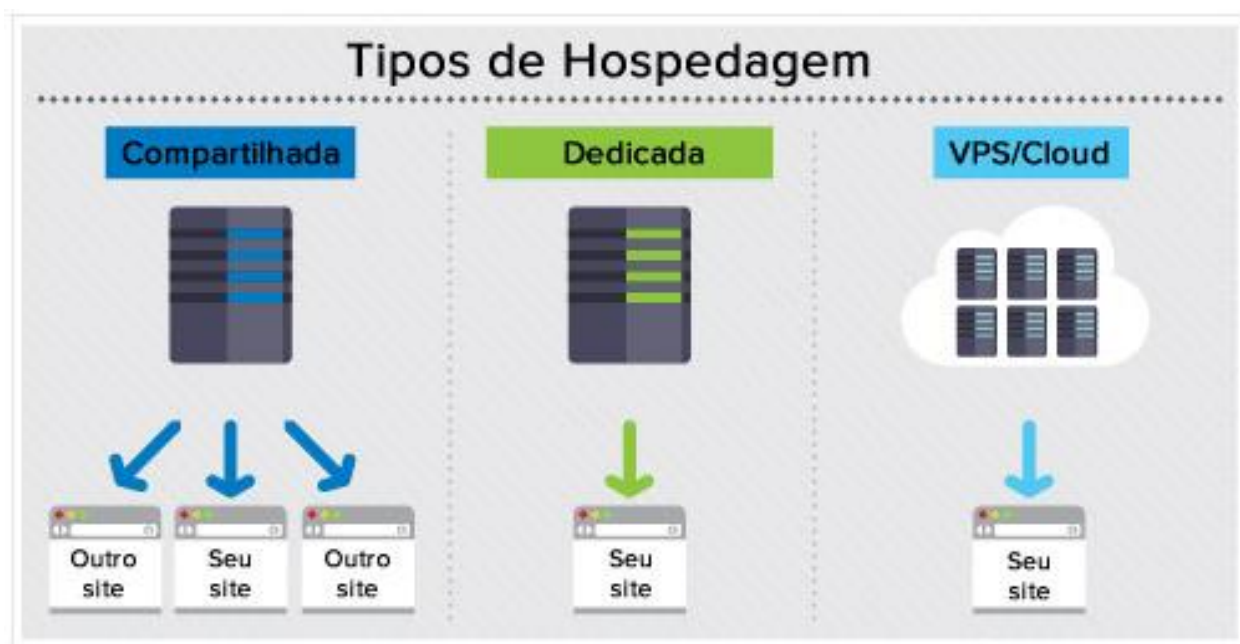 Tipos de Hospedagem
Compartilhada
Dedicada
VPS/Cloud
Outro
site
Seu
site
Outro
site
Seu
site
Seu
site